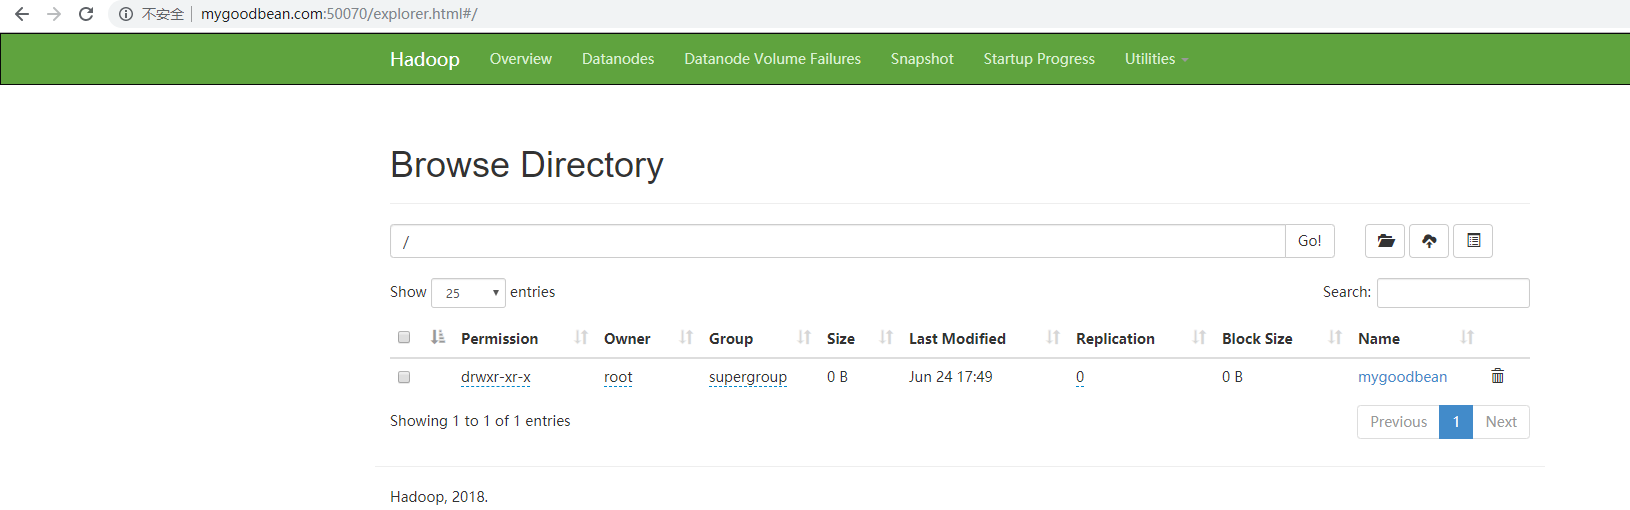 不安全 mygoodbean.com:50070/explorer.html#/
Hadoop Overview Datanodes Datanode Volume Failures Snapshot Startup Progress Utilities
Browse Directory
/ Go!
Show 25 entries Search:
Permission Owner Group Size Last Modified Replication Block Size Name
drwxr-xr-x root supergroup 0 B Jun 24 17:49 0 0 B mygoodbean
Showing 1 to 1 of 1 entries Previous 1 Next
Hadoop, 2018.